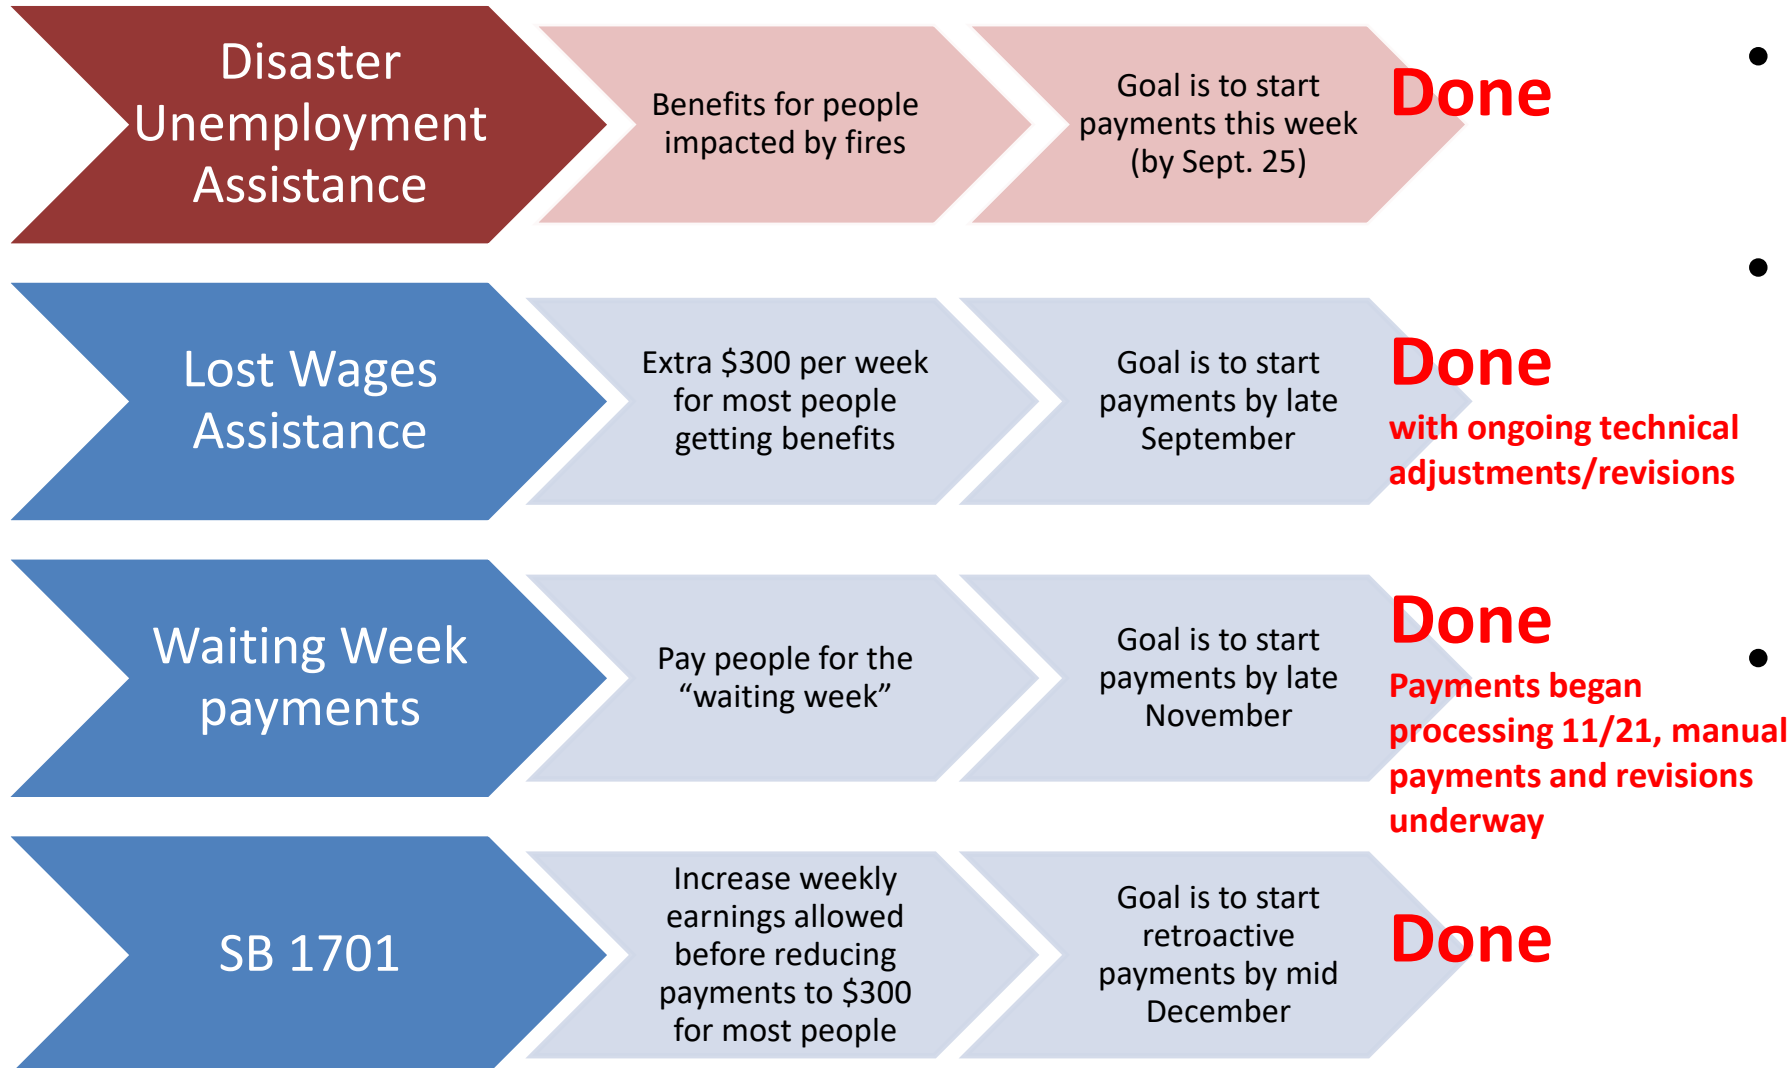 Disaster
Unemployment
Assistance
Benefits for people
impacted by fires
Goal is to start
payments this week
(by Sept. 25)
Done
•
Lost Wages
Assistance
Extra $300 per week
for most people
getting benefits
Goal is to start
payments by late
September
•
Done
with ongoing technical
adjustments/revisions
Waiting Week
payments
Pay people for the
“waiting week”
Goal is to start
payments by late
November
Done
•
Payments began
processing 11/21, manual
payments and revisions
underway
SB 1701
Increase weekly
earnings allowed
before reducing
payments to $300
for most people
Goal is to start
retroactive
payments by mid
December
Done